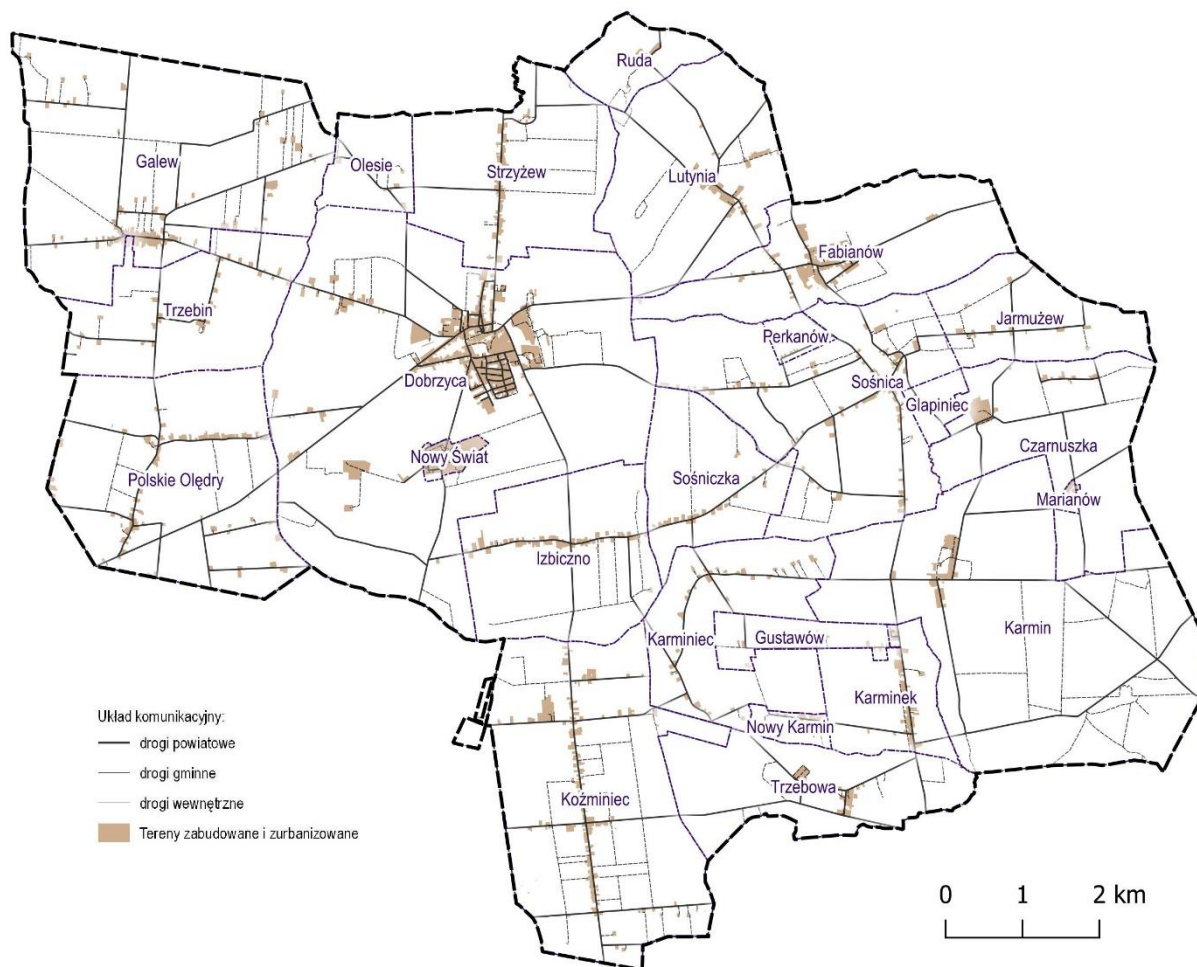 Ruda
Galew
Olesie
Strzyżew
Lutynia
Fabianów
Trzebin
Perkanów
Jarmużew
Dobrzyca
Sośnica
Glapiniec
Nowy Świat
Czarnuszka
Polskie Olędry
Sośniczka
Marianów
Izbiczno
Karminiec
Gustawów
Karmin
Karminek
Nowy Karmin
Trzebowa
Koźminiec
Układ komunikacyjny:
drogi powiatowe
drogi gminne
drogi wewnętrzne
Tereny zabudowane i zurbanizowane
0 1 2 km